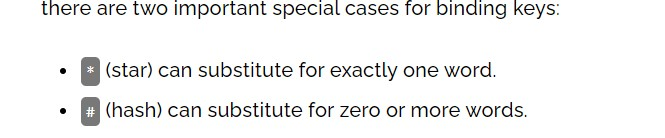 there are two important special cases for binding keys:
• * (star) can substitute for exactly one word.
• # (hash) can substitute for zero or more words.